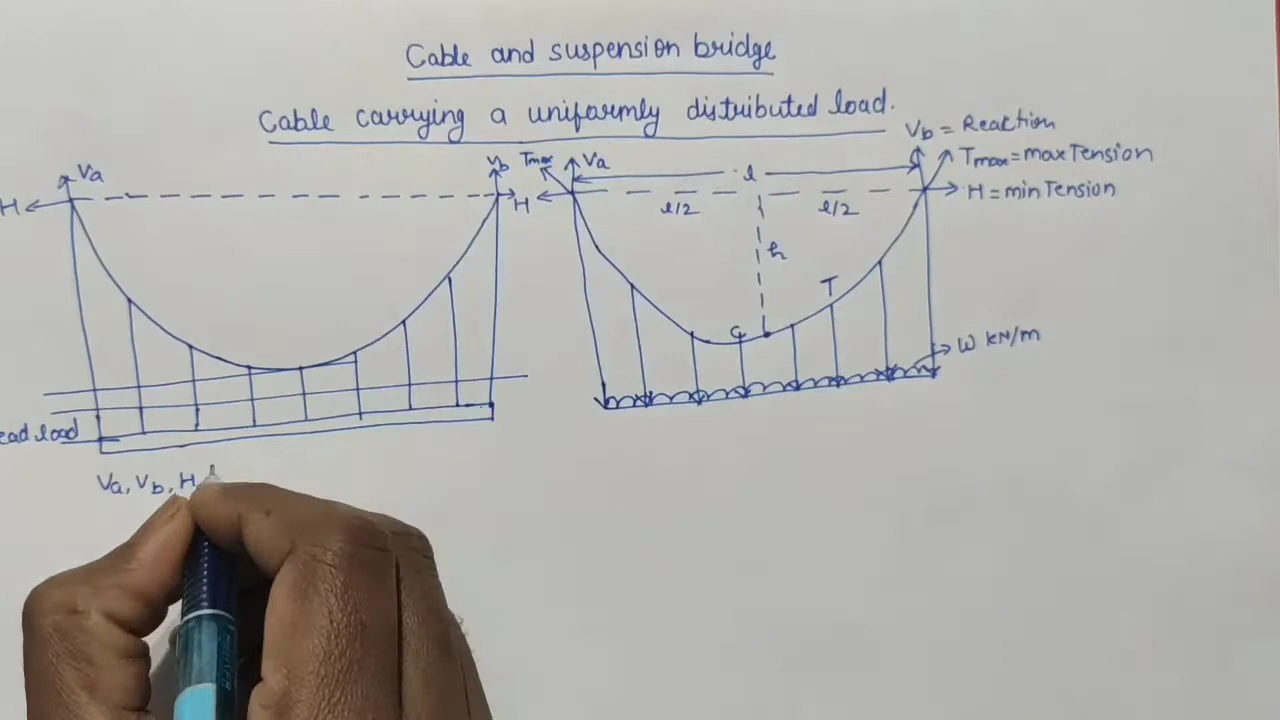 Cable and suspension bridge
Cable carrying a uniformly distributed load.
Va
H
Vb
H
Tmax
Va
l
l/2
l/2
h
Vb = Reaction
Tmax = max Tension
H = min Tension
T
C
W kN/m
ead load
Va, Vb, H